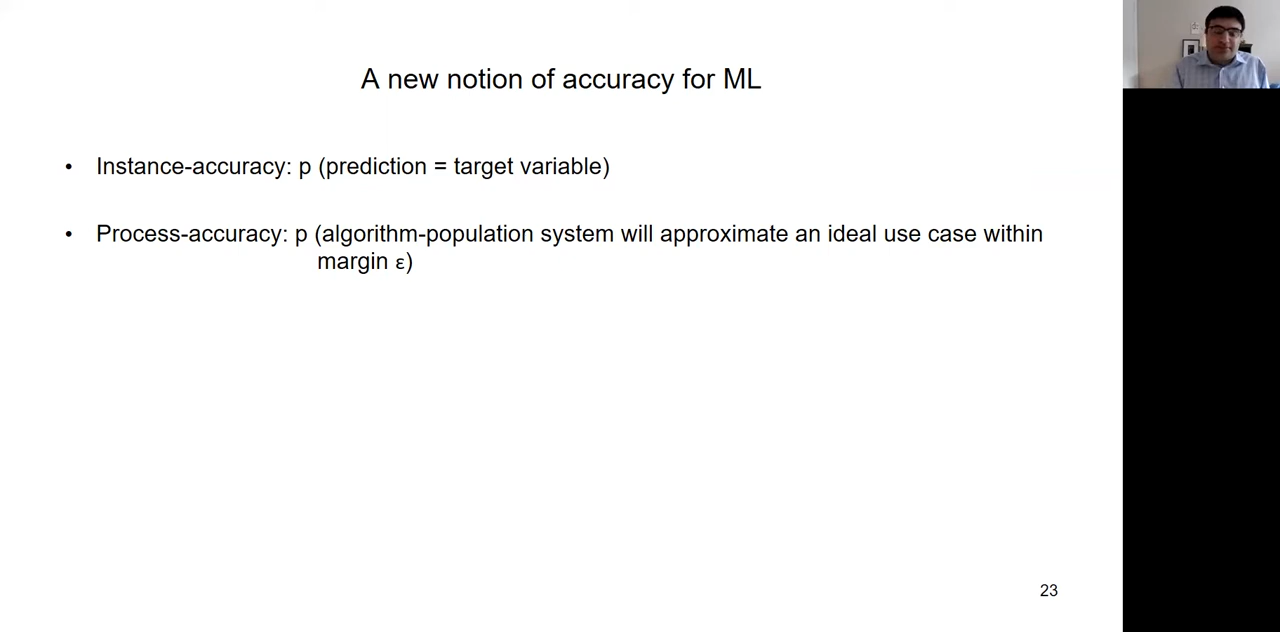 A new notion of accuracy for ML
• Instance-accuracy: p (prediction = target variable)
• Process-accuracy: p (algorithm-population system will approximate an ideal use case within
margin ε)
23